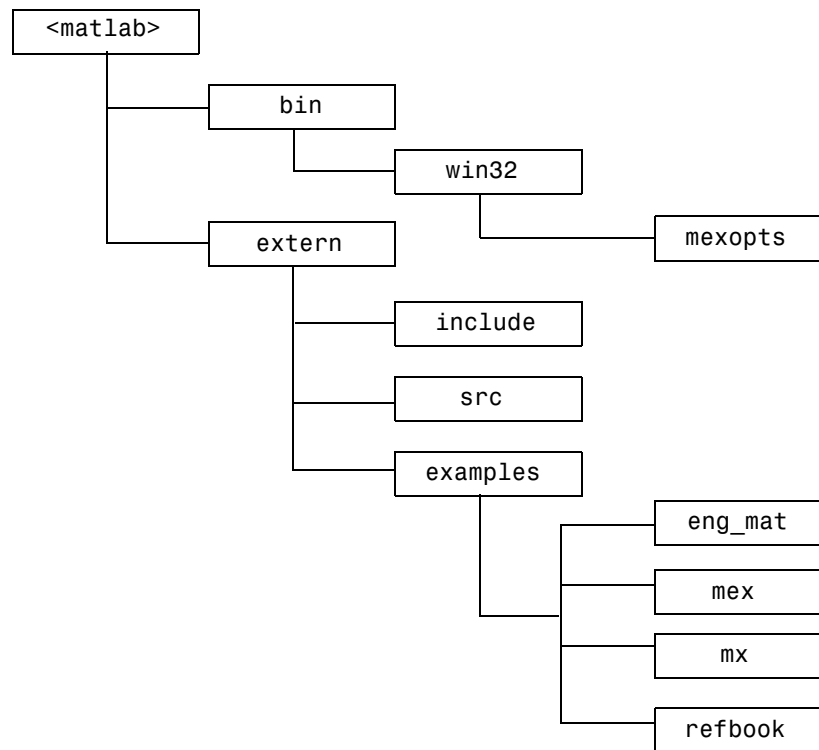 <matlab>
bin
win32
mexopts
extern
include
src
examples
eng_mat
mex
mx
refbook